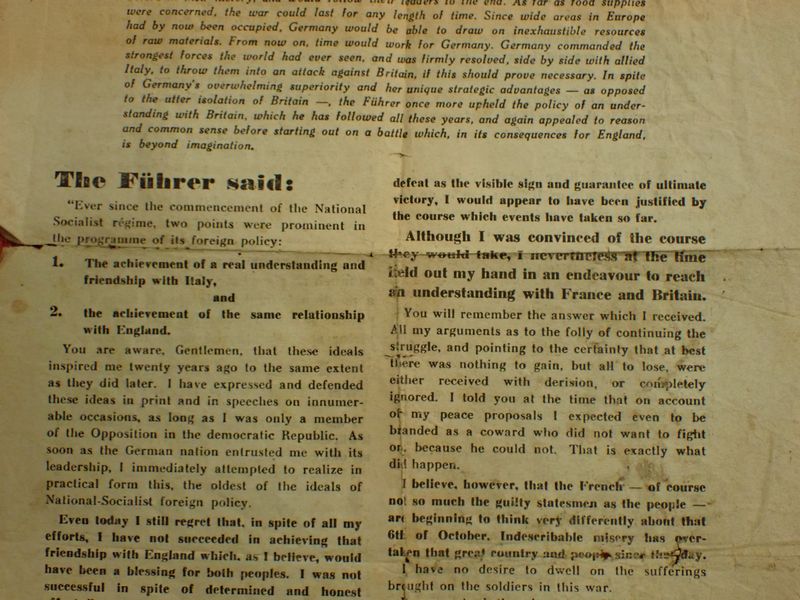 their leaders to the end. As far as food supplies
were concerned, the war could last for any length of time. Since wide areas in Europe
had by now been occupied, Germany would be able to draw on inexhaustible resources
of raw materials. From now on, time would work for Germany. Germany commanded the
strongest forces the world had ever seen, and was firmly resolved, side by side with allied
Italy, to throw them into an attack against Britain, if this should prove necessary. In spite
of Germany's overwhelming superiority and her unique strategic advantages — as opposed
to the utter isolation of Britain —, the Führer once more upheld the policy of an under-
standing with Britain, which he has followed all these years, and again appealed to reason
and common sense before starting out on a battle which, in its consequences for England,
is beyond imagination.
The Führer said:
"Ever since the commencement of the National
Socialist régime, two points were prominent in
the programme of its foreign policy:
1. The achievement of a real understanding and
friendship with Italy,
and
2. the achievement of the same relationship
with England.
You are aware, Gentlemen, that these ideals
inspired me twenty years ago to the same extent
as they did later. I have expressed and defended
these ideas in print and in speeches on innumer-
able occasions, as long as I was only a member
of the Opposition in the democratic Republic. As
soon as the German nation entrusted me with its
leadership, I immediately attempted to realize in
practical form this, the oldest of the ideals of
National-Socialist foreign policy.
Even today I still regret that, in spite of all my
efforts, I have not succeeded in achieving that
friendship with England which, as I believe, would
have been a blessing for both peoples. I was not
successful in spite of determined and honest
defeat as the visible sign and guarantee of ultimate
victory, I would appear to have been justified by
the course which events have taken so far.
Although I was convinced of the course
they would take, I nevertheless at the time
held out my hand in an endeavour to reach
an understanding with France and Britain.
You will remember the answer which I received.
All my arguments as to the folly of continuing the
struggle, and pointing to the certainty that at best
there was nothing to gain, but all to lose, were
either received with derision, or completely
ignored. I told you at the time that on account
of my peace proposals I expected even to be
branded as a coward who did not want to fight
on, because he could not. That is exactly what
did happen.
I believe, however, that the French — of course
not so much the guilty statesmen as the people —
are beginning to think very differently about that
6th of October. Indescribable misery has over-
taken that great country and people since that day.
I have no desire to dwell on the sufferings
brought on the soldiers in this war.